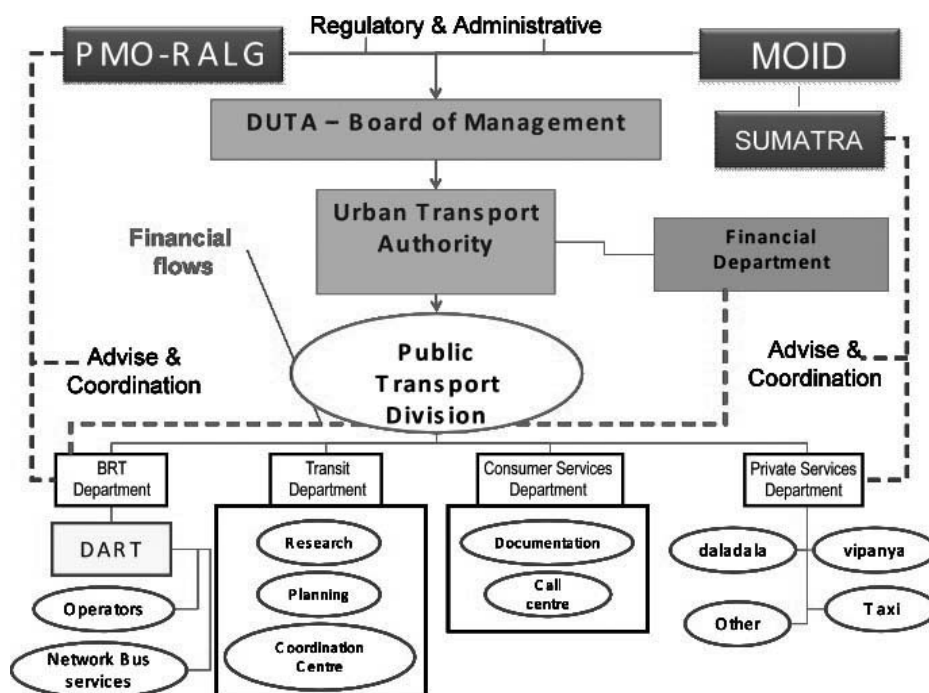 Regulatory & Administrative
PMO-RALG
MOID
DUTA – Board of Management
SUMATRA
Urban Transport
Authority
Financial
flows
Financial
Department
Public
Transport
Division
Advise &
Coordination
Advise &
Coordination
BRT
Department
Transit
Department
Consumer Services
Department
Private Services
Department
DART
Operators
Network Bus
services
Research
Planning
Coordination
Centre
Documentation
Call
centre
daladala
vipanya
Other
Taxi